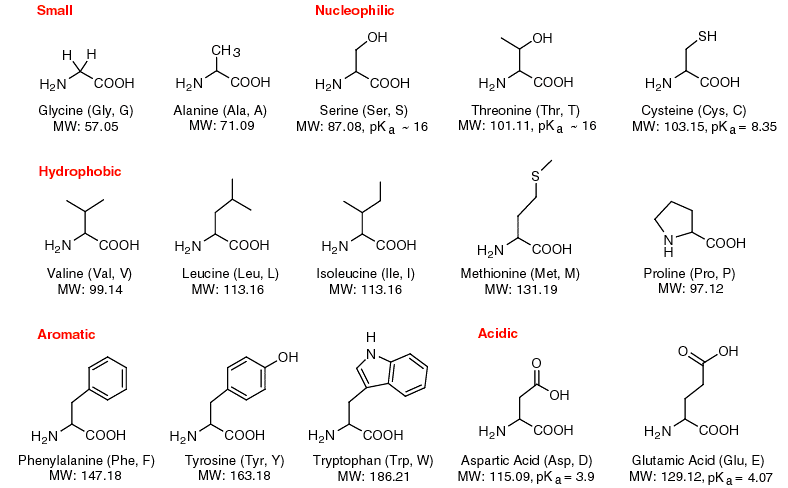 Small
Nucleophilic
H H
CH3
OH
OH
SH
H2N COOH
H2N COOH
H2N COOH
H2N COOH
H2N COOH
Glycine (Gly, G)
MW: 57.05
Alanine (Ala, A)
MW: 71.09
Serine (Ser, S)
MW: 87.08, pKa ~ 16
Threonine (Thr, T)
MW: 101.11, pKa ~ 16
Cysteine (Cys, C)
MW: 103.15, pKa = 8.35
Hydrophobic
S
H2N COOH
H2N COOH
H2N COOH
H2N COOH
N
H
COOH
Valine (Val, V)
MW: 99.14
Leucine (Leu, L)
MW: 113.16
Isoleucine (Ile, I)
MW: 113.16
Methionine (Met, M)
MW: 131.19
Proline (Pro, P)
MW: 97.12
Aromatic
Acidic
OH
H
N
O
OH
O OH
H2N COOH
H2N COOH
H2N COOH
H2N COOH
H2N COOH
Phenylalanine (Phe, F)
MW: 147.18
Tyrosine (Tyr, Y)
MW: 163.18
Tryptophan (Trp, W)
MW: 186.21
Aspartic Acid (Asp, D)
MW: 115.09, pKa = 3.9
Glutamic Acid (Glu, E)
MW: 129.12, pKa = 4.07